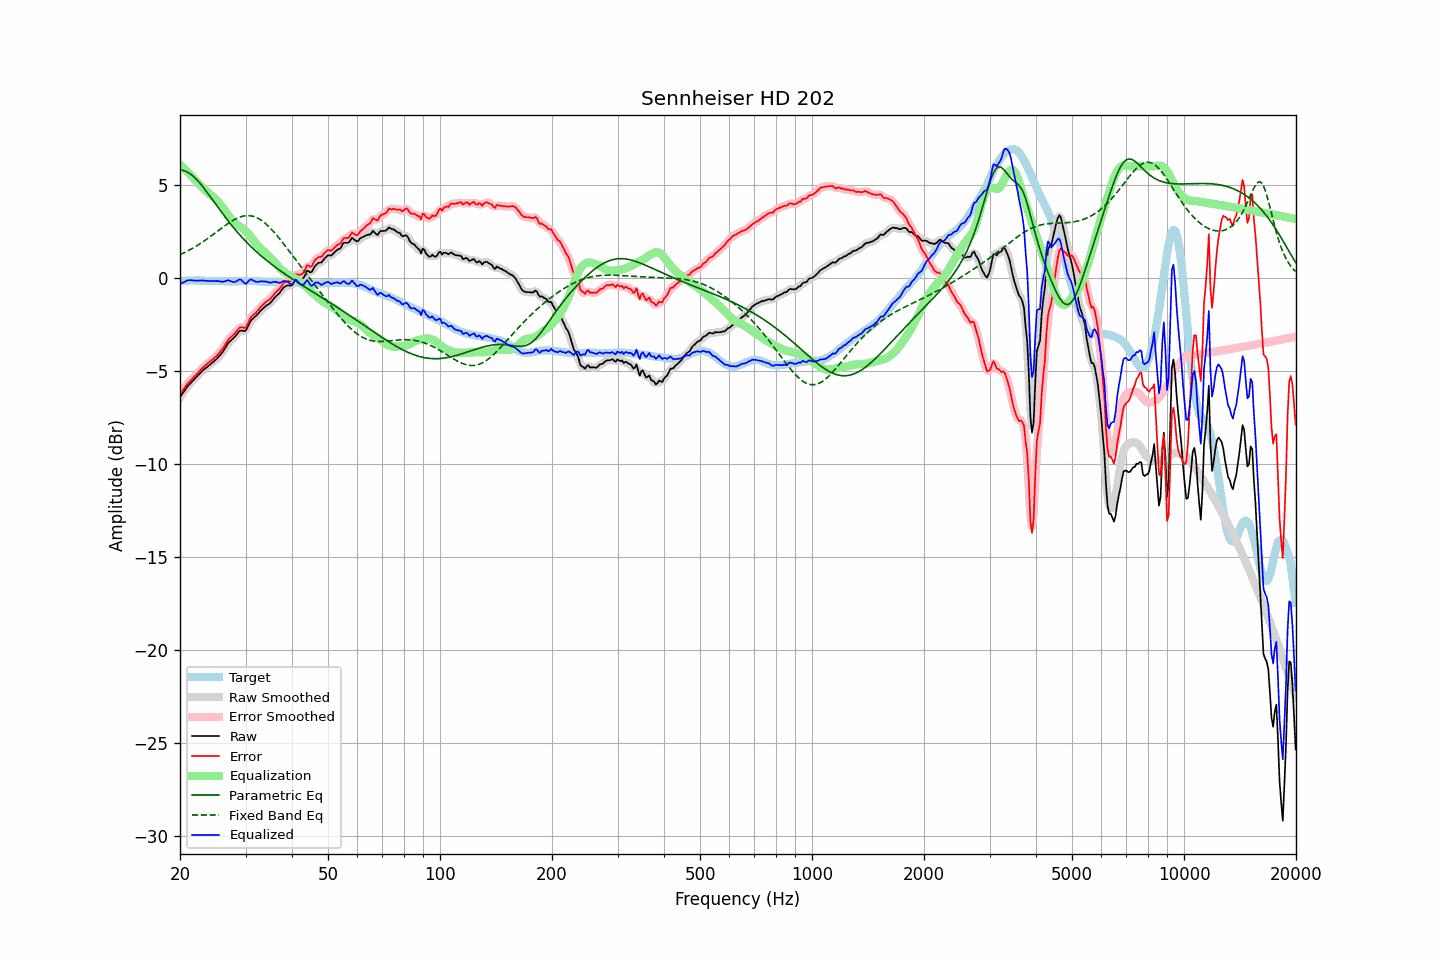 Sennheiser HD 202
Amplitude (dBr)
5
0
−5
−10
−15
−20
−25
−30
Target
Raw Smoothed
Error Smoothed
Raw
Error
Equalization
Parametric Eq
Fixed Band Eq
Equalized
20 50 100 200 500 1000 2000 5000 10000 20000
Frequency (Hz)